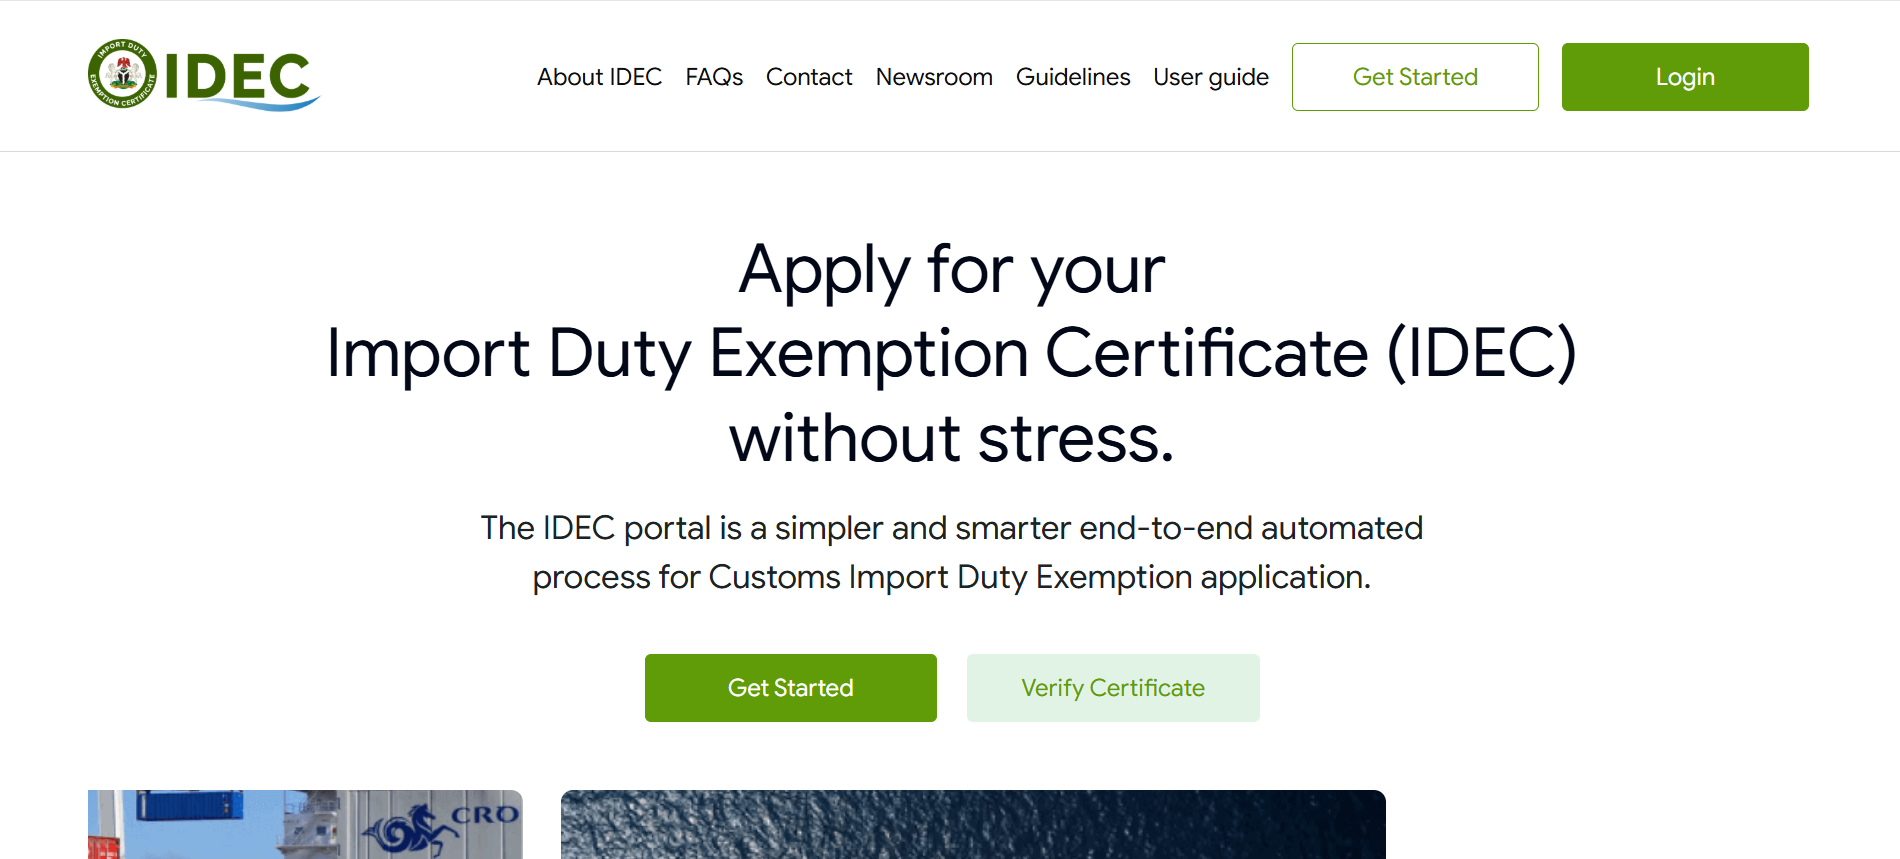 IMPORT DUTY
EXEMPTION CERTIFICATE
IDEC
About IDEC
FAQs
Contact
Newsroom
Guidelines
User guide
Get Started
Login
Apply for your
Import Duty Exemption Certificate (IDEC)
without stress.
The IDEC portal is a simpler and smarter end-to-end automated
process for Customs Import Duty Exemption application.
Get Started
Verify Certificate
CRO